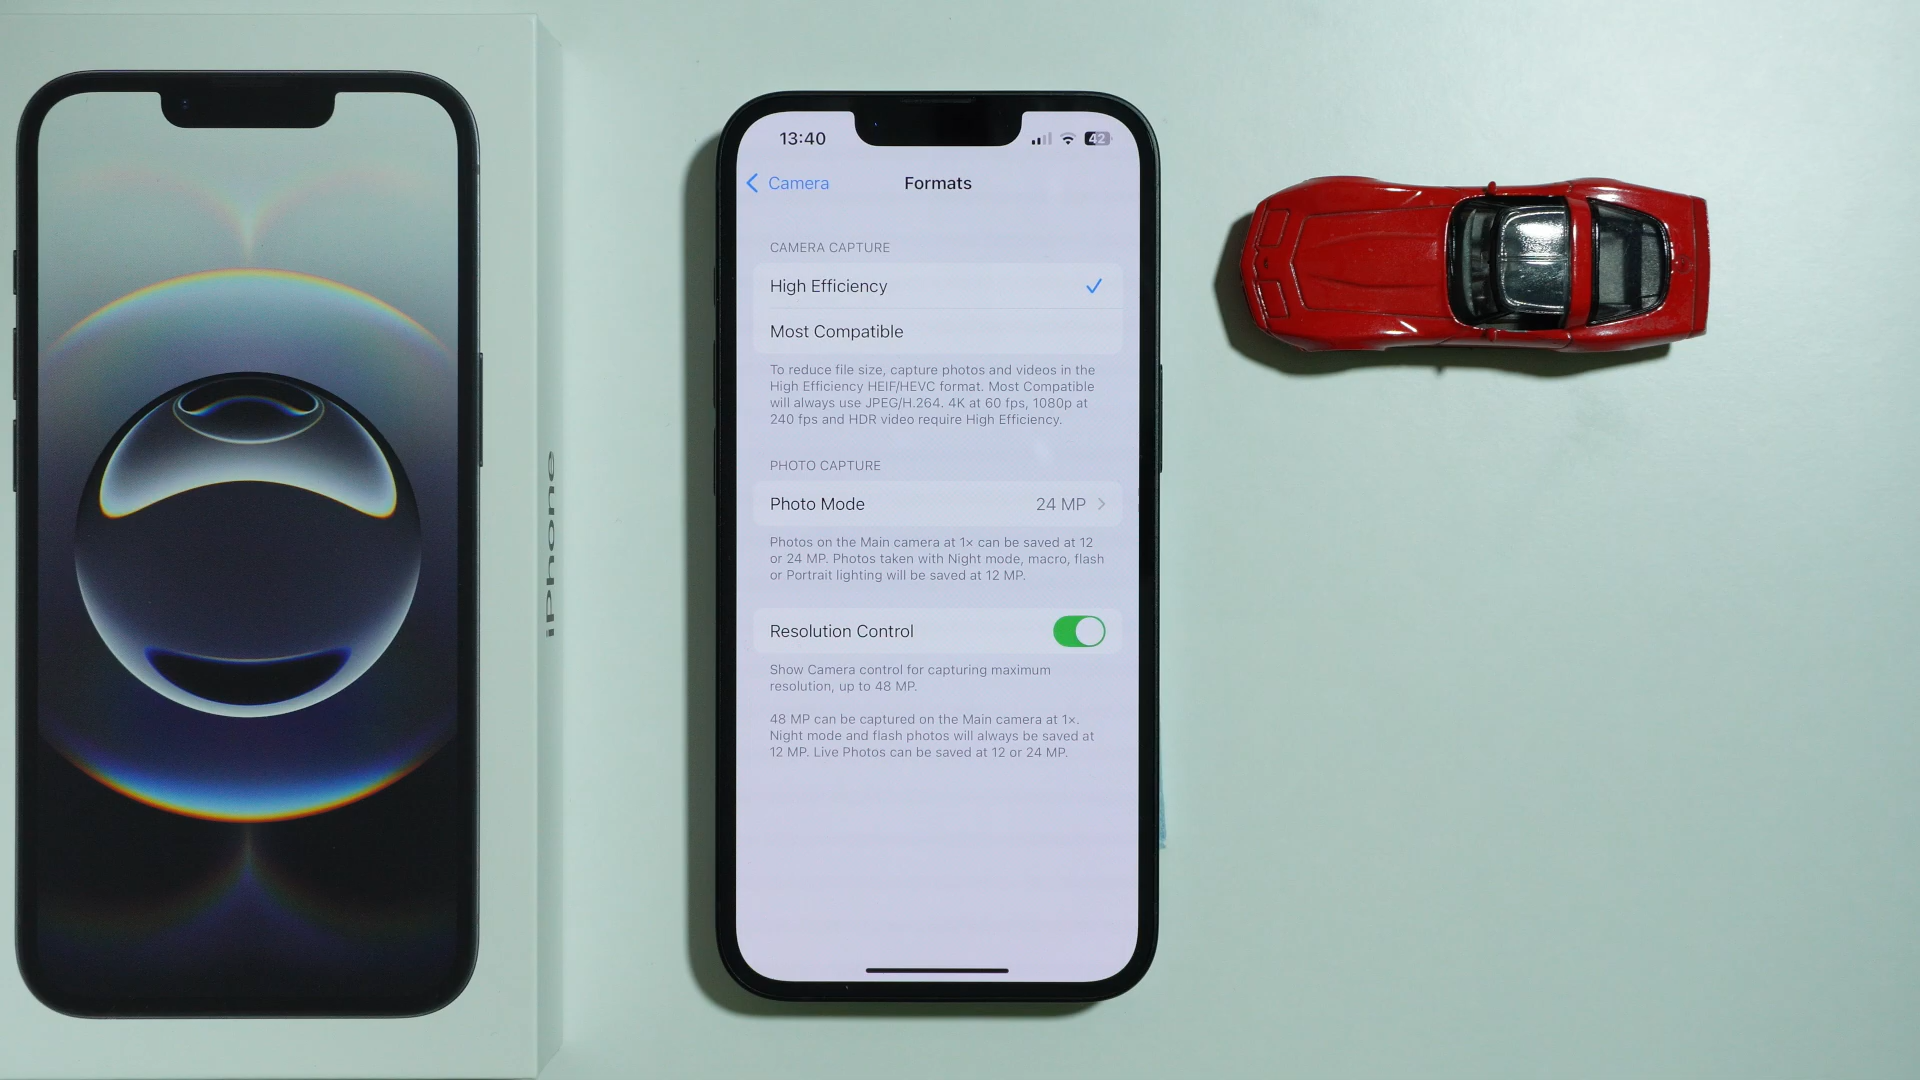 iPhone
13:40
42
Camera
Formats
CAMERA CAPTURE
High Efficiency
Most Compatible
To reduce file size, capture photos and videos in the
High Efficiency HEIF/HEVC format. Most Compatible
will always use JPEG/H.264. 4K at 60 fps, 1080p at
240 fps and HDR video require High Efficiency.
PHOTO CAPTURE
Photo Mode
24 MP
Photos on the Main camera at 1× can be saved at 12
or 24 MP. Photos taken with Night mode, macro, flash
or Portrait lighting will be saved at 12 MP.
Resolution Control
Show Camera control for capturing maximum
resolution, up to 48 MP.
48 MP can be captured on the Main camera at 1×.
Night mode and flash photos will always be saved at
12 MP. Live Photos can be saved at 12 or 24 MP.